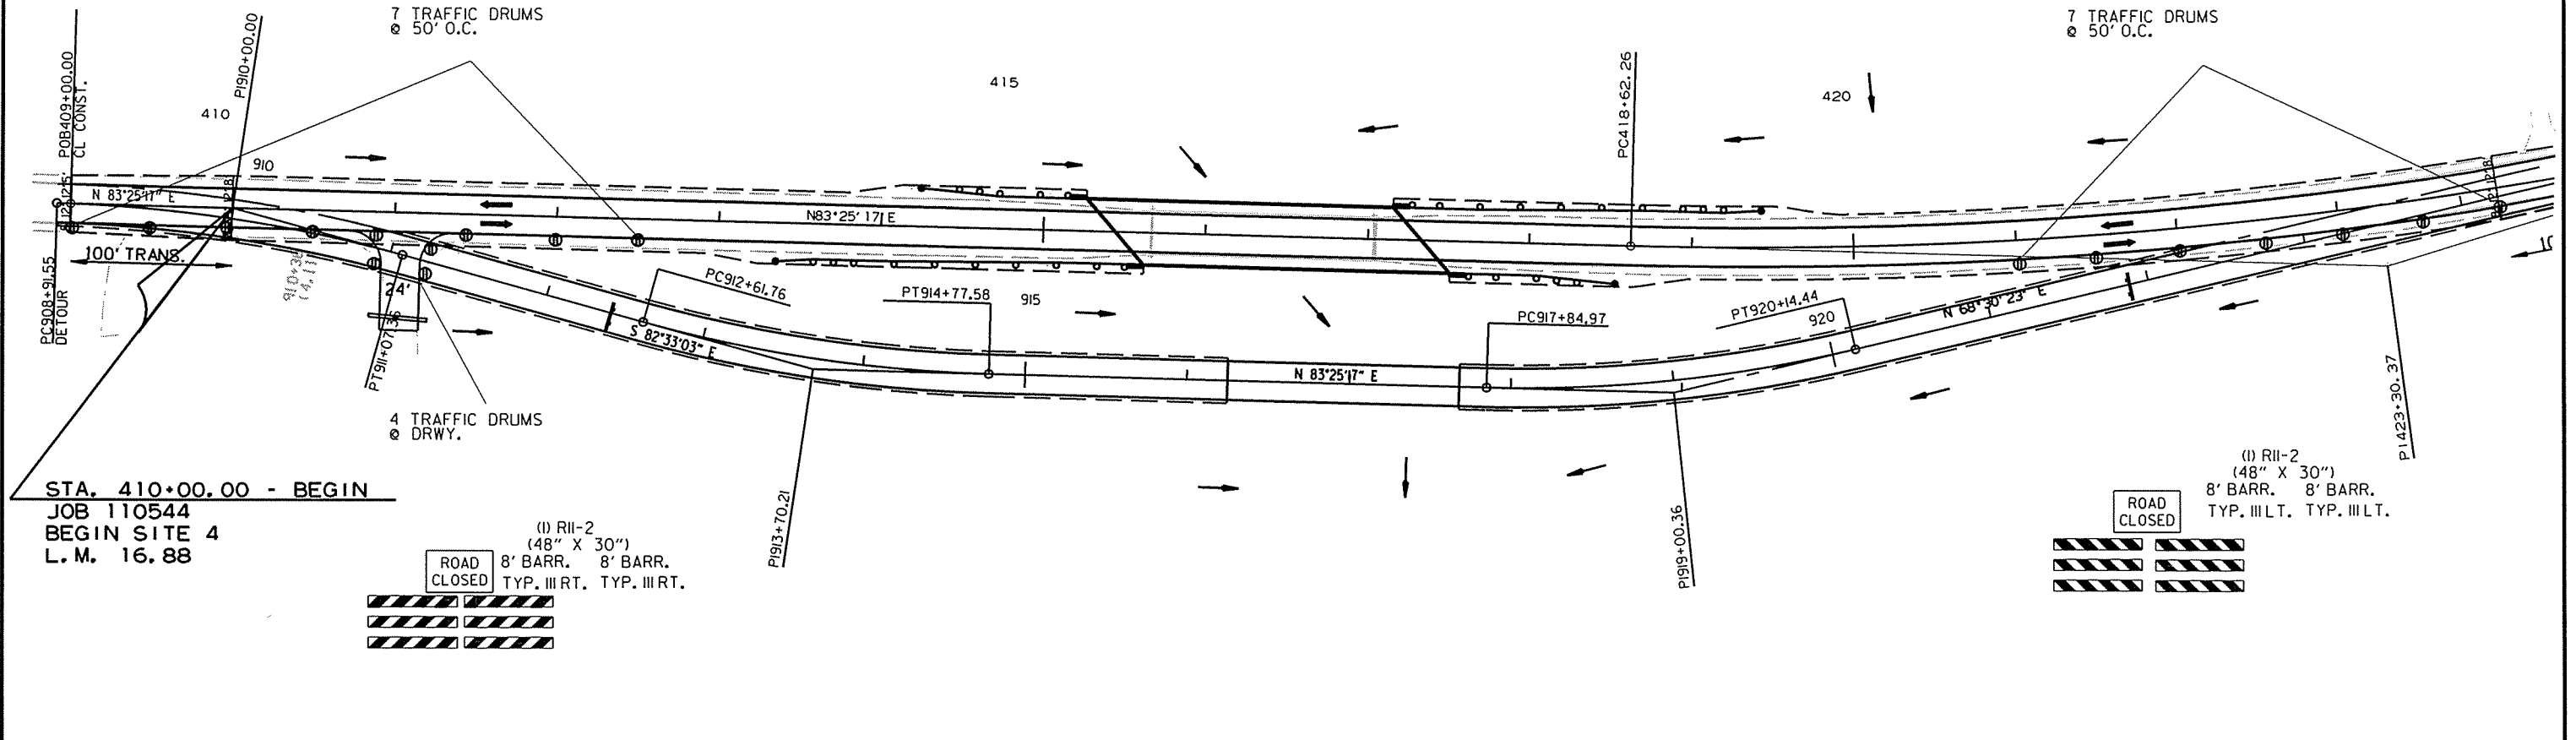 7 TRAFFIC DRUMS
@ 50' O.C.
7 TRAFFIC DRUMS
@ 50' O.C.
POB409+00.00
CL CONST.
PI910+00.00
410
415
420
PC418+62.26
910
N 83°25'17" E
N83°25'17"E
100' TRANS.
PC908+91.55
DETOUR
910+36
24'
PT911+07.36
PC912+61.76
PT914+77.58
915
PC917+84.97
PT920+14.44
920
S 82°33'03" E
N 83°25'17" E
N 68°30'23" E
4 TRAFFIC DRUMS
@ DRWY.
PI913+70.21
PI919+00.36
PI423+30.37
STA. 410+00.00 - BEGIN
JOB 110544
BEGIN SITE 4
L.M. 16.88
(1) R11-2
(48" X 30")
ROAD
CLOSED
8' BARR. 8' BARR.
TYP. III RT. TYP. III RT.
(1) R11-2
(48" X 30")
ROAD
CLOSED
8' BARR. 8' BARR.
TYP. III LT. TYP. III LT.